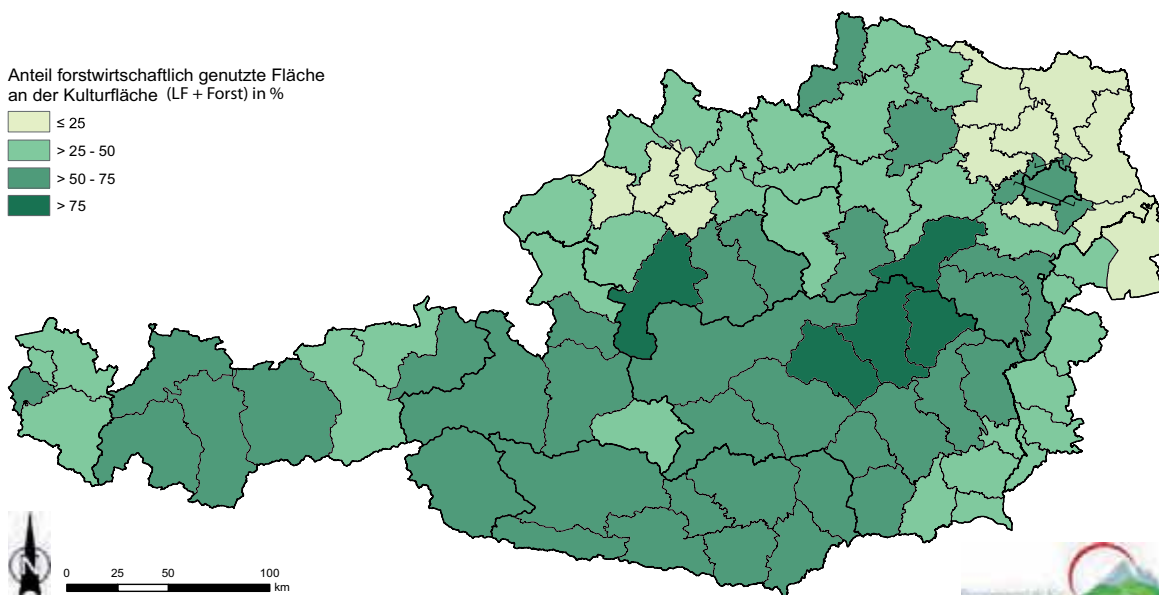 Anteil forstwirtschaftlich genutzte Fläche
an der Kulturfläche (LF + Forst) in %
≤ 25
> 25 - 50
> 50 - 75
> 75
N
0 25 50 100
km